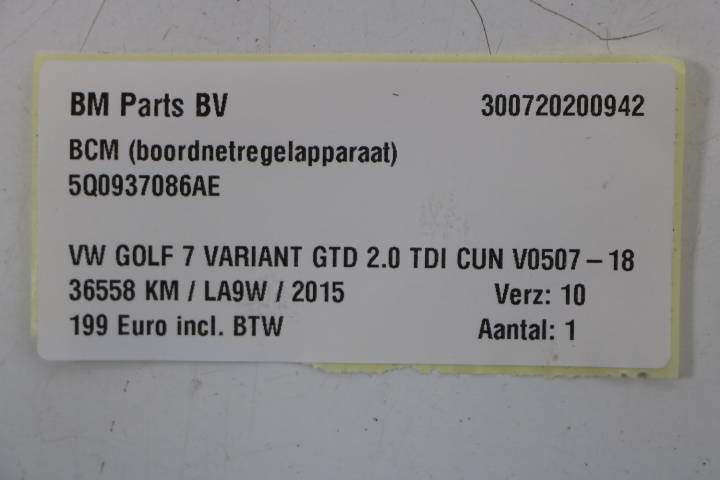 BM Parts BV 300720200942
BCM (boordnetregelapparaat)
5Q0937086AE
VW GOLF 7 VARIANT GTD 2.0 TDI CUN V0507-18
36558 KM / LA9W / 2015 Verz: 10
199 Euro incl. BTW Aantal: 1